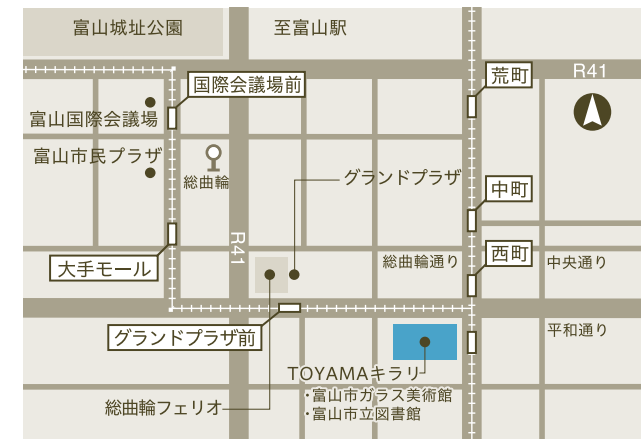 富山城址公園
至富山駅
国際会議場前
荒町
R41
富山国際会議場
富山市民プラザ
総曲輪
グランドプラザ
中町
R41
大手モール
総曲輪通り
西町
中央通り
グランドプラザ前
平和通り
TOYAMAキラリ
・富山市ガラス美術館
・富山市立図書館
総曲輪フェリオ